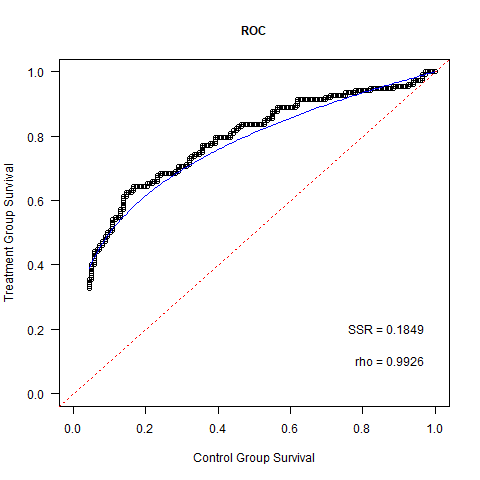 ROC
1.0
0.8
0.6
0.4
0.2
0.0
Treatment Group Survival
SSR = 0.1849
rho = 0.9926
0.0 0.2 0.4 0.6 0.8 1.0
Control Group Survival